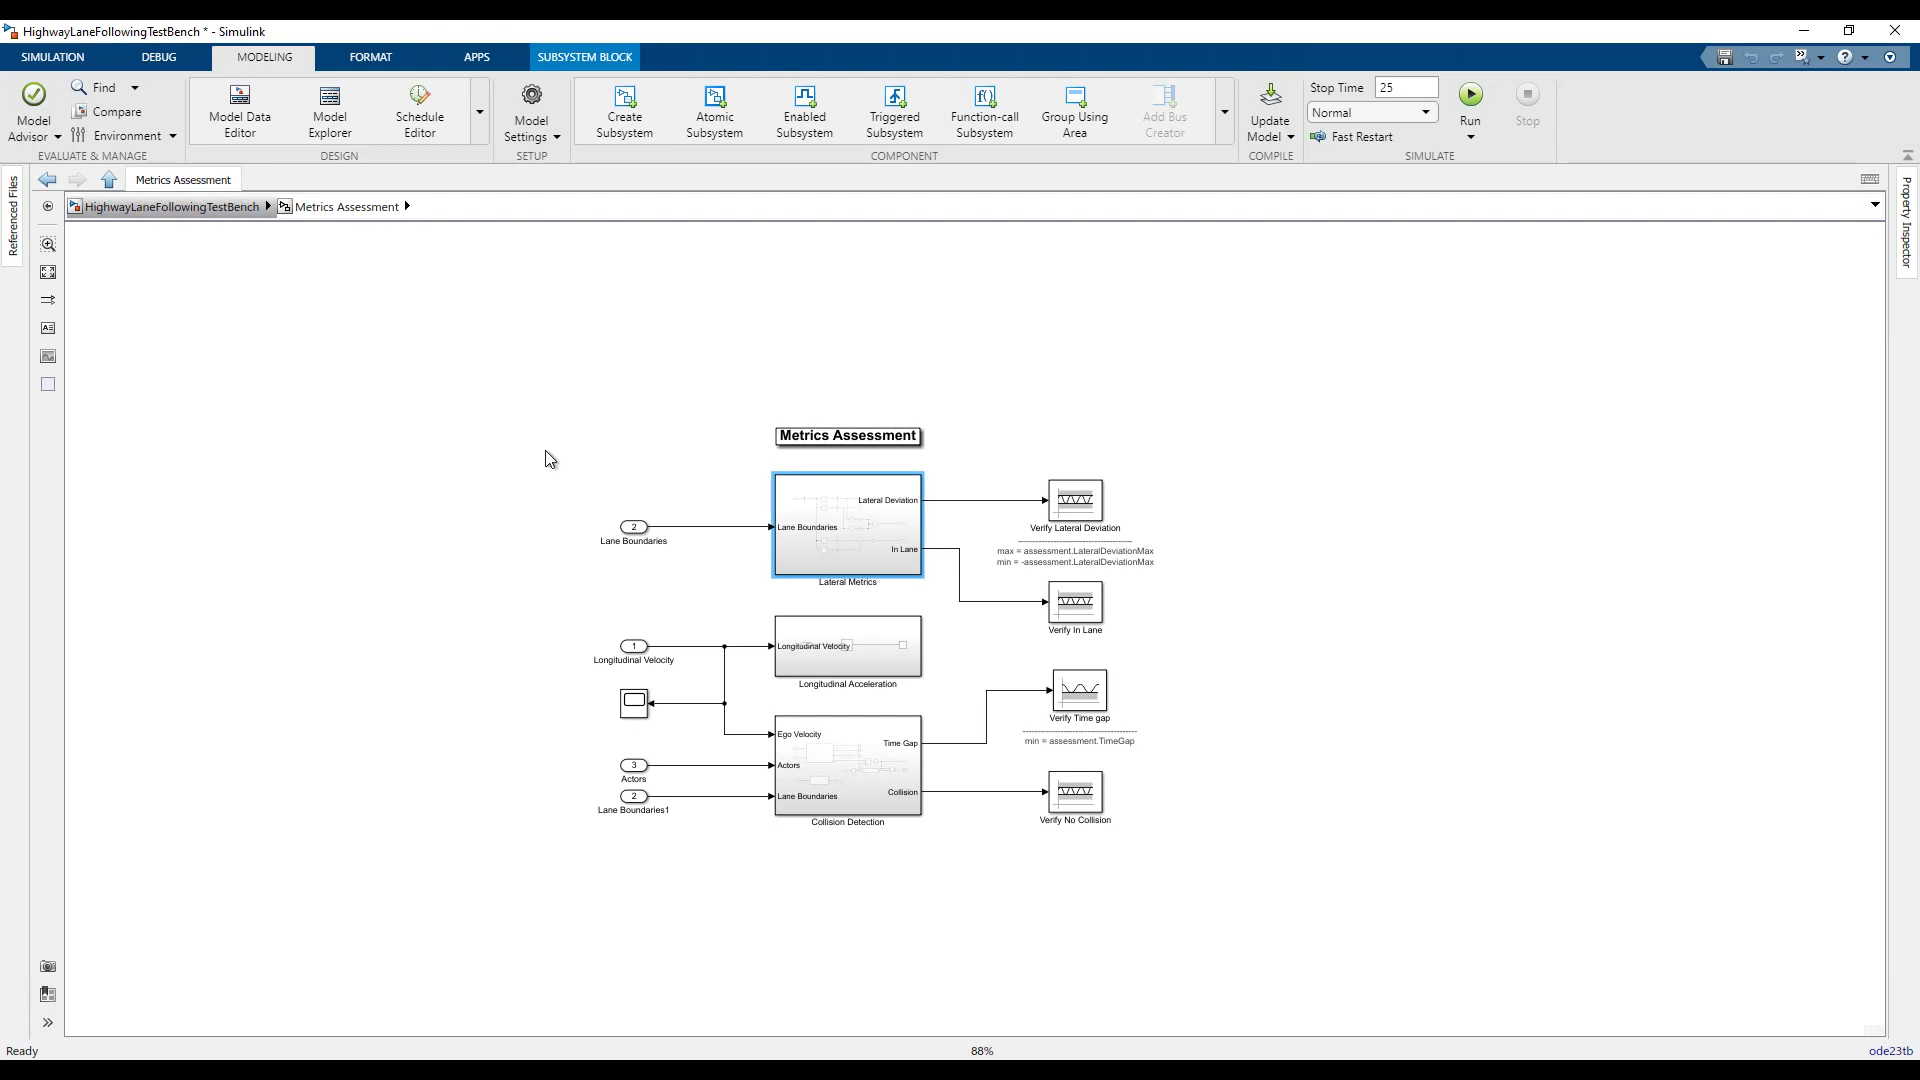 HighwayLaneFollowingTestBench * - Simulink
SIMULATION DEBUG MODELING FORMAT APPS SUBSYSTEM BLOCK
Model Advisor
Find
Compare
Environment
EVALUATE & MANAGE
Model Data Editor
Model Explorer
Schedule Editor
DESIGN
Model Settings
SETUP
Create Subsystem
Atomic Subsystem
Enabled Subsystem
Triggered Subsystem
Function-call Subsystem
Group Using Area
Add Bus Creator
COMPONENT
Update Model
COMPILE
Stop Time 25
Normal
Fast Restart
Run
Stop
SIMULATE
Referenced Files
Metrics Assessment
HighwayLaneFollowingTestBench Metrics Assessment
Property Inspector
Metrics Assessment
2
Lane Boundaries
Lane Boundaries
Lateral Deviation
In Lane
Lateral Metrics
Verify Lateral Deviation
max = assessment.LateralDeviationMax
min = -assessment.LateralDeviationMax
Verify In Lane
1
Longitudinal Velocity
Longitudinal Velocity
Longitudinal Acceleration
Ego Velocity
Time Gap
Verify Time gap
min = assessment.TimeGap
3
Actors
Actors
2
Lane Boundaries1
Lane Boundaries
Collision
Collision Detection
Verify No Collision
Ready
88%
ode23tb